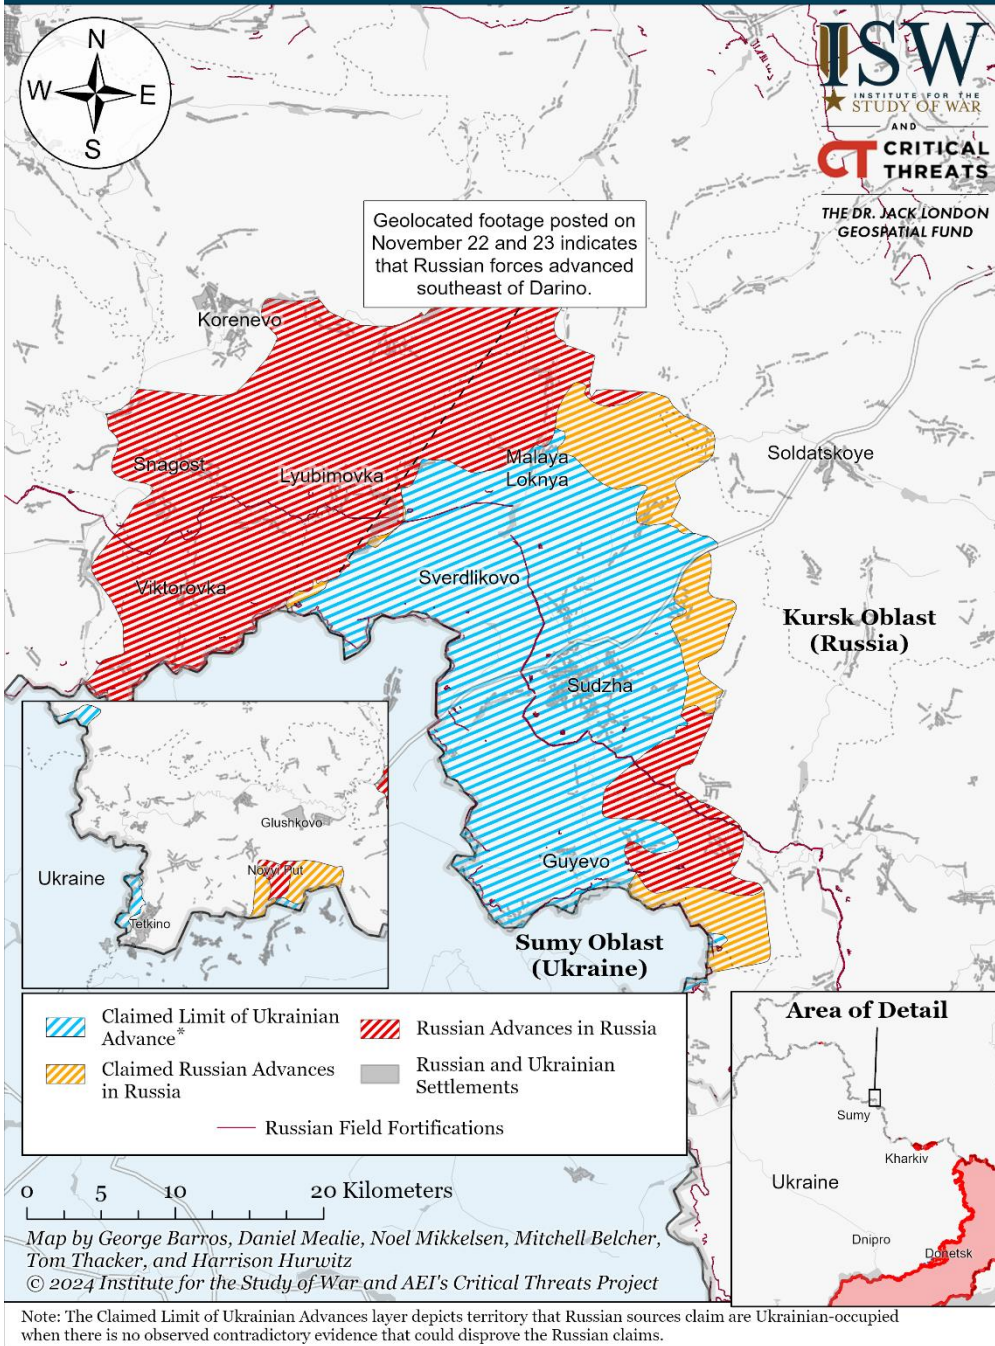 N
W
E
S
ISW
INSTITUTE FOR THE
STUDY OF WAR
AND
CT CRITICAL
THREATS
THE DR. JACK LONDON
GEOSPATIAL FUND
Geolocated footage posted on
November 22 and 23 indicates
that Russian forces advanced
southeast of Darino.
Korenevo
Snagost
Lyubimovka
Malaya
Loknya
Soldatskoye
Viktorovka
Sverdlikovo
Kursk Oblast
(Russia)
Sudzha
Guyevo
Sumy Oblast
(Ukraine)
Glushkovo
Novyi Put
Ukraine
Tetkino
Claimed Limit of Ukrainian
Advance*
Russian Advances in Russia
Claimed Russian Advances
in Russia
Russian and Ukrainian
Settlements
Russian Field Fortifications
Area of Detail
Sumy
Kharkiv
Ukraine
Dnipro
Donetsk
0 5 10 20 Kilometers
Map by George Barros, Daniel Mealie, Noel Mikkelsen, Mitchell Belcher,
Tom Thacker, and Harrison Hurwitz
© 2024 Institute for the Study of War and AEI's Critical Threats Project
Note: The Claimed Limit of Ukrainian Advances layer depicts territory that Russian sources claim are Ukrainian-occupied
when there is no observed contradictory evidence that could disprove the Russian claims.